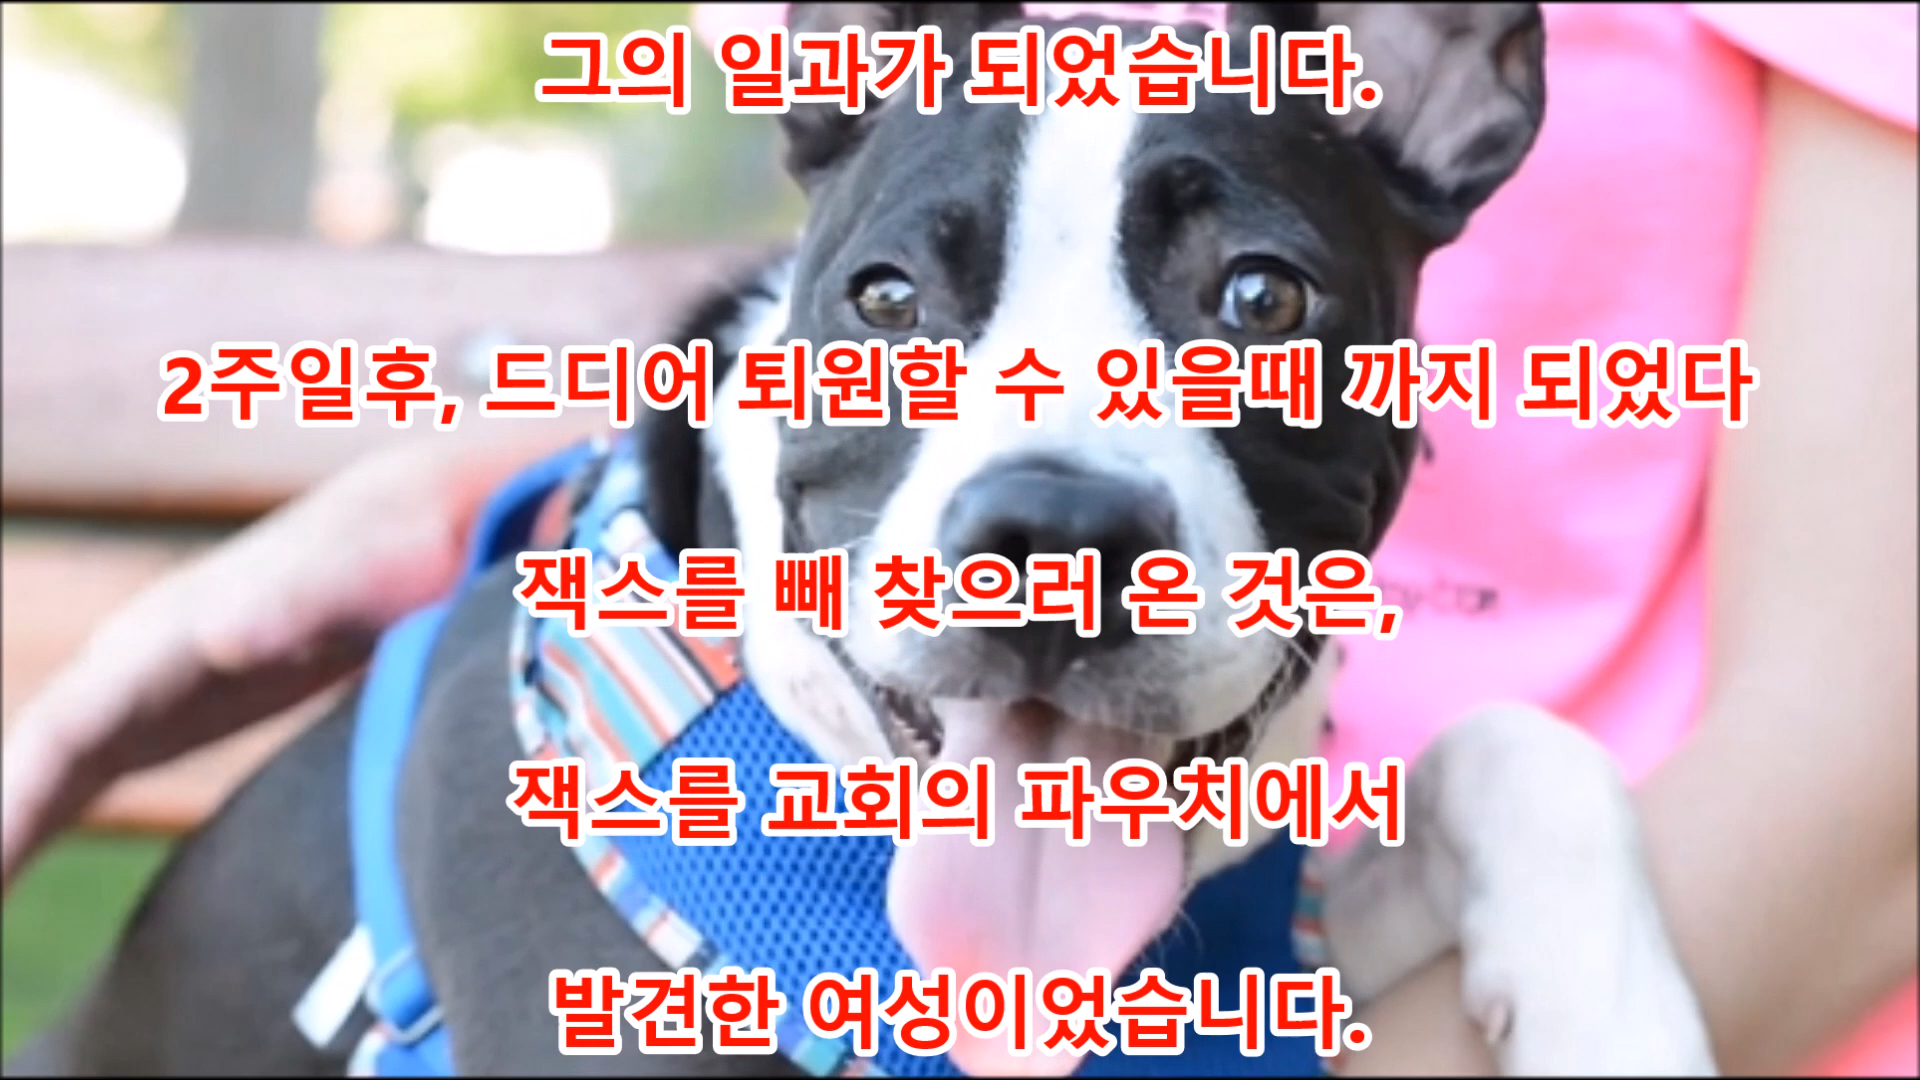 그의 일과가 되었습니다.
2주일후, 드디어 퇴원할 수 있을때 까지 되었다
잭스를 빼 찾으러 온 것은,
잭스를 교회의 파우치에서
발견한 여성이었습니다.